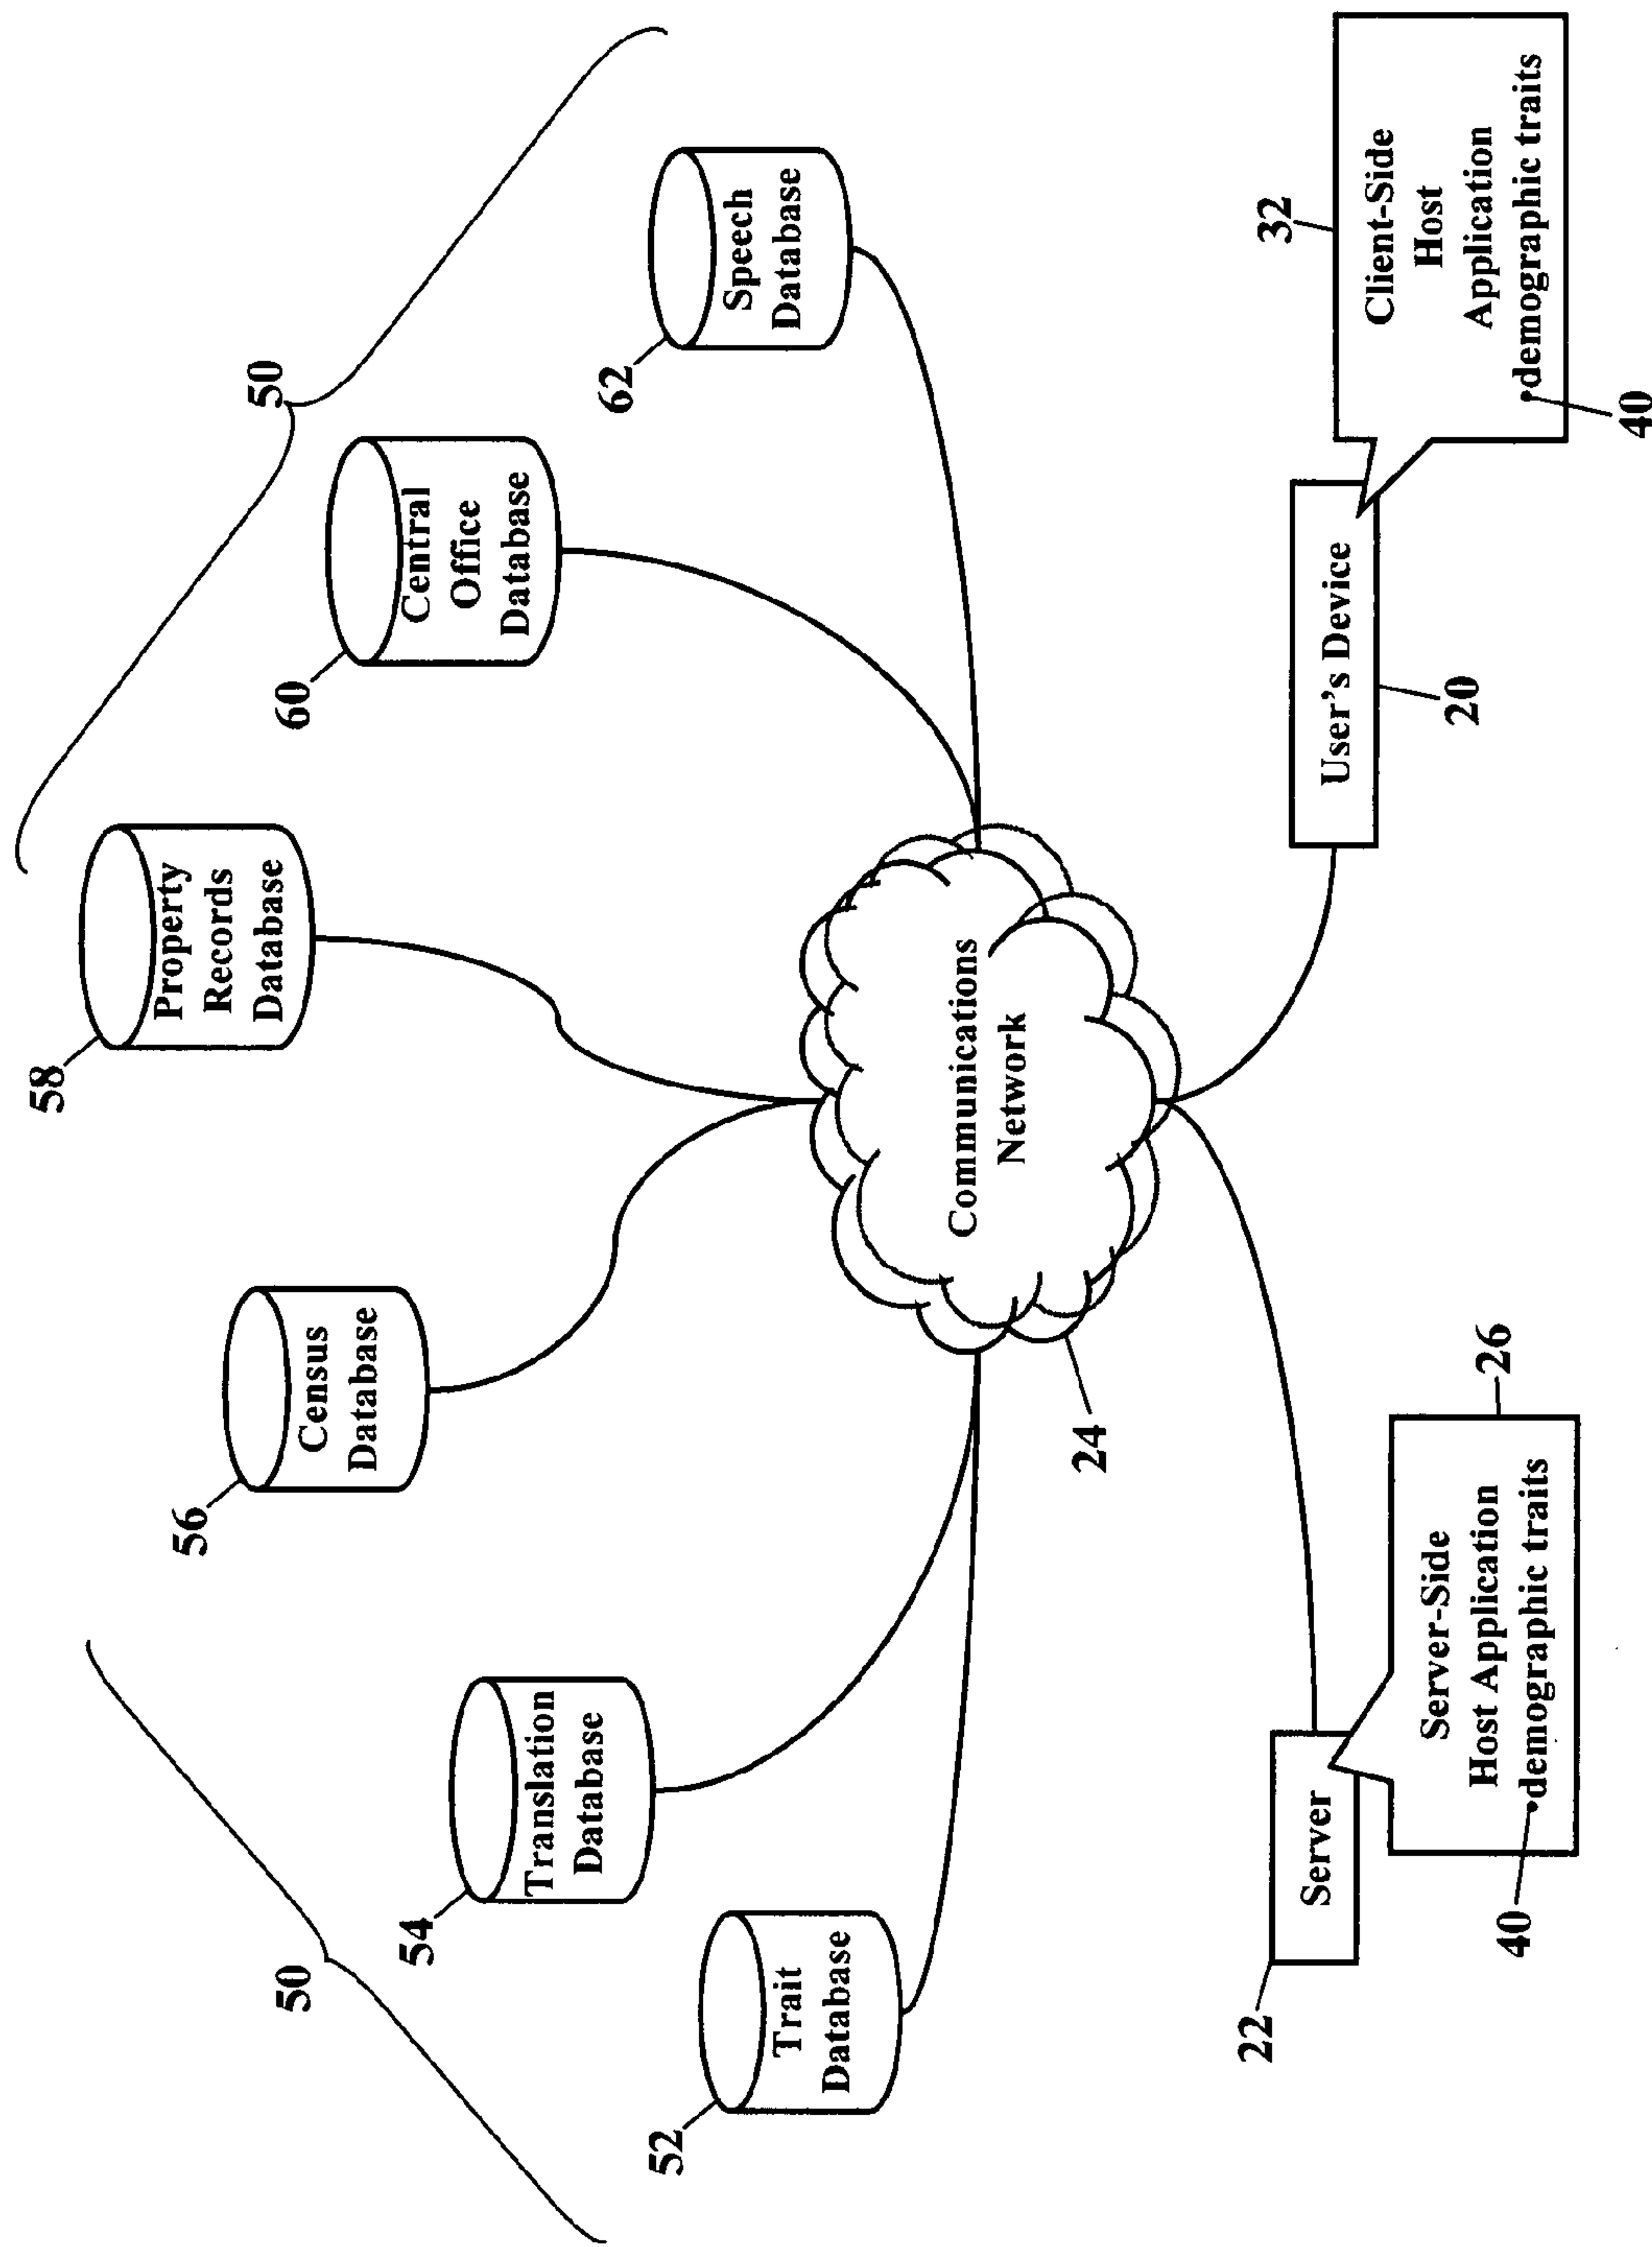 50
50
58
Property
Records
Database
56
Census
Database
60
Central
Office
Database
54
Translation
Database
62
Speech
Database
52
Trait
Database
Communications
Network
24
22
Server
User's Device
20
32
Client-Side
Host
Application
•demographic traits
40
26
Server-Side
Host Application
•demographic traits
40